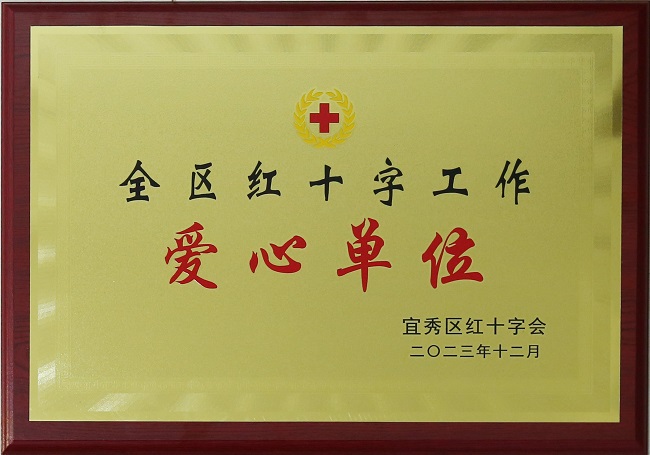 全区红十字工作
爱心单位
宜秀区红十字会
二〇二三年十二月